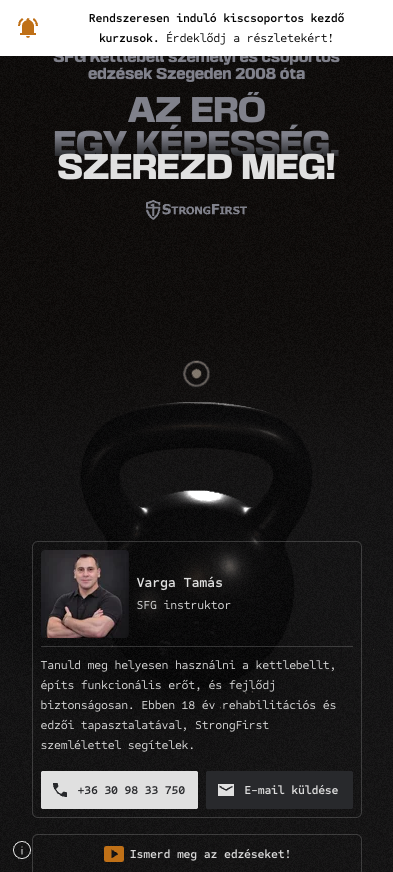 Rendszeresen induló kiscsoportos kezdő
kurzusok. Érdeklődj a részletekért!
SFG Kettlebell személyi és csoportos
edzések Szegeden 2008 óta
AZ ERŐ
EGY KÉPESSÉG.
SZEREZD MEG!
STRONGFIRST
Varga Tamás
SFG instruktor
Tanuld meg helyesen használni a kettlebellt,
építs funkcionális erőt, és fejlődj
biztonságosan. Ebben 18 év rehabilitációs és
edzői tapasztalatával, StrongFirst
szemlélettel segítelek.
+36 30 98 33 750
E-mail küldése
Ismerd meg az edzéseket!